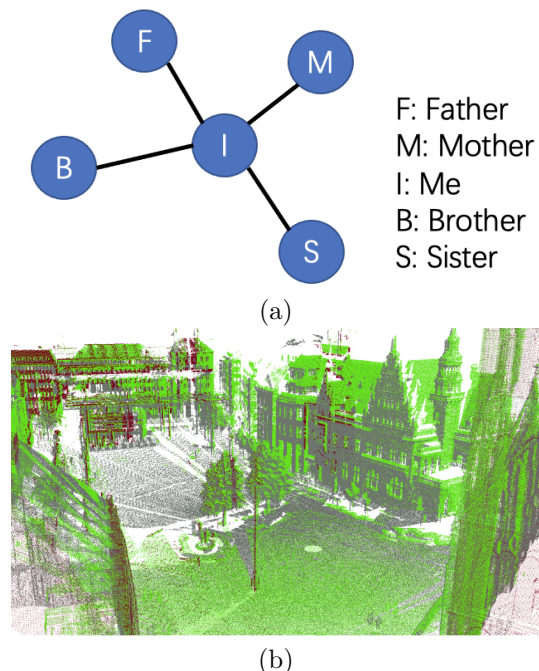 F
M
B
I
S
F: Father
M: Mother
I: Me
B: Brother
S: Sister
(a)
(b)